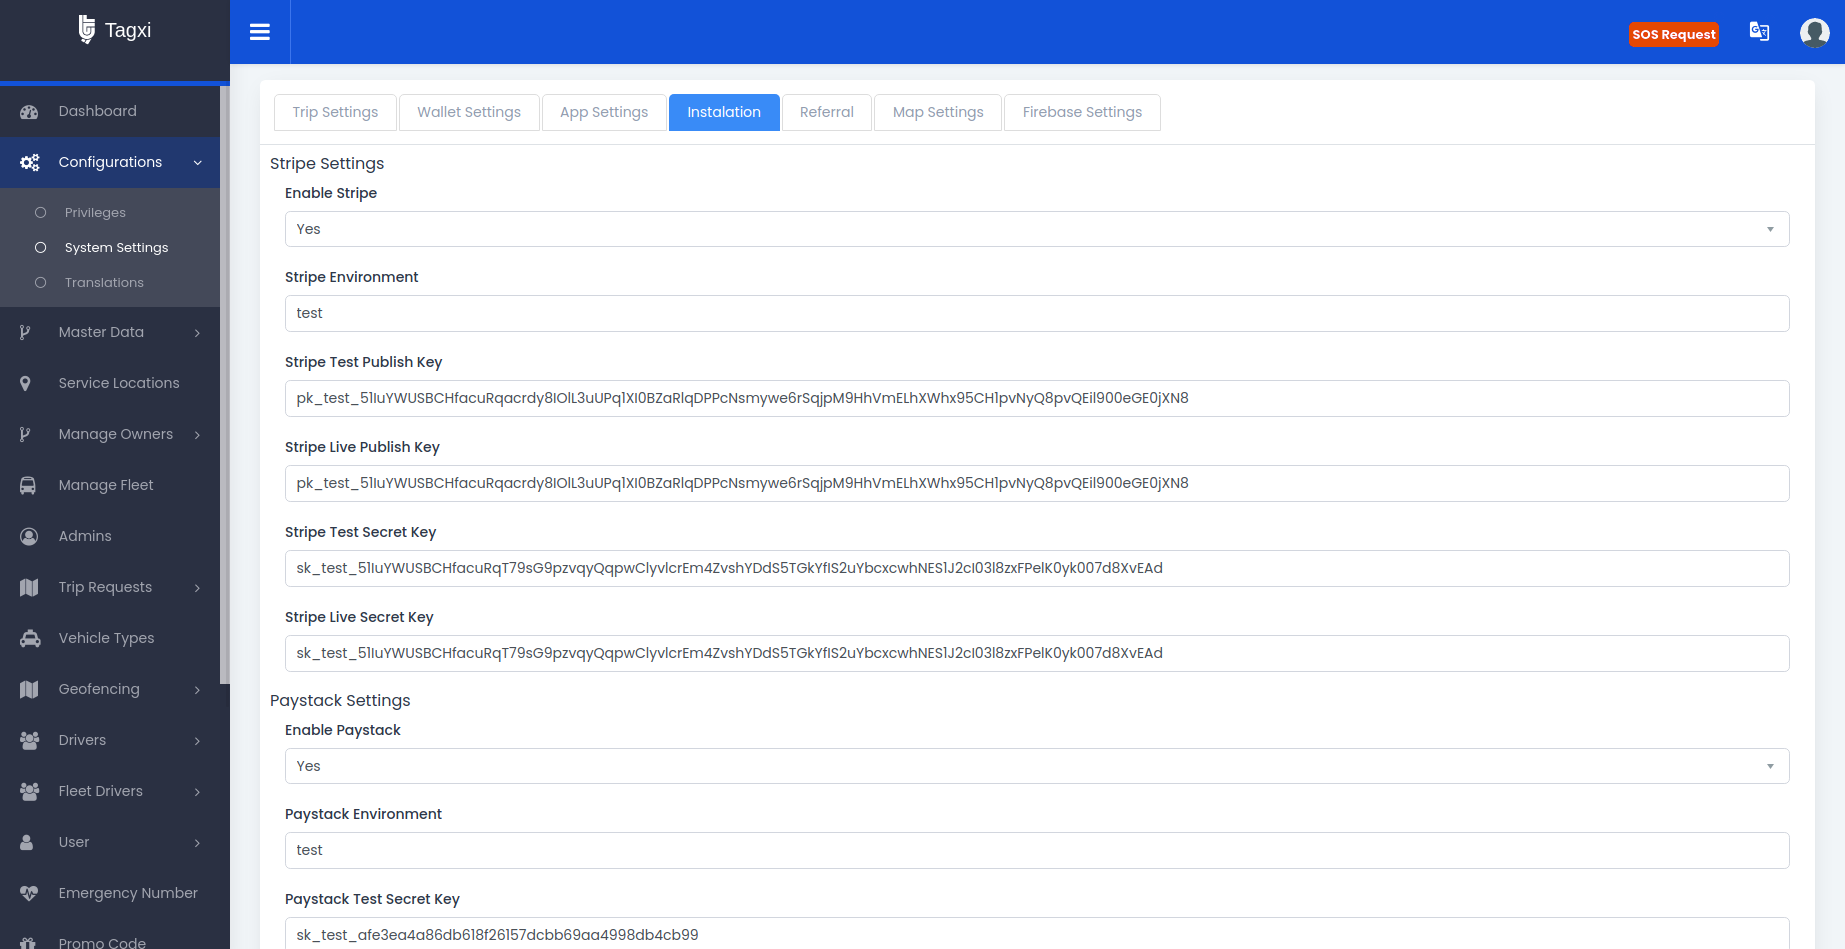 Tagxi
SOS Request
Dashboard
Configurations
Privileges
System Settings
Translations
Master Data
Service Locations
Manage Owners
Manage Fleet
Admins
Trip Requests
Vehicle Types
Geofencing
Drivers
Fleet Drivers
User
Emergency Number
Promo Code
Trip Settings
Wallet Settings
App Settings
Instalation
Referral
Map Settings
Firebase Settings
Stripe Settings
Enable Stripe
Yes
Stripe Environment
test
Stripe Test Publish Key
pk_test_51IuYWUSBCHfacuRqacrdy8IOlL3uUPq1XI0BZaRlqDPPcNsmywe6rSqjpM9HhVmELhXWhx95CH1pvNyQ8pvQEil900eGE0jXN8
Stripe Live Publish Key
pk_test_51IuYWUSBCHfacuRqacrdy8IOlL3uUPq1XI0BZaRlqDPPcNsmywe6rSqjpM9HhVmELhXWhx95CH1pvNyQ8pvQEil900eGE0jXN8
Stripe Test Secret Key
sk_test_51IuYWUSBCHfacuRqT79sG9pzvqyQqpwClyvlcrEm4ZvshYDdS5TGkYfIS2uYbcxcwhNES1J2cI03l8zxFPelK0yk007d8XvEAd
Stripe Live Secret Key
sk_test_51IuYWUSBCHfacuRqT79sG9pzvqyQqpwClyvlcrEm4ZvshYDdS5TGkYfIS2uYbcxcwhNES1J2cI03l8zxFPelK0yk007d8XvEAd
Paystack Settings
Enable Paystack
Yes
Paystack Environment
test
Paystack Test Secret Key
sk_test_afe3ea4a86db618f26157dcbb69aa4998db4cb99